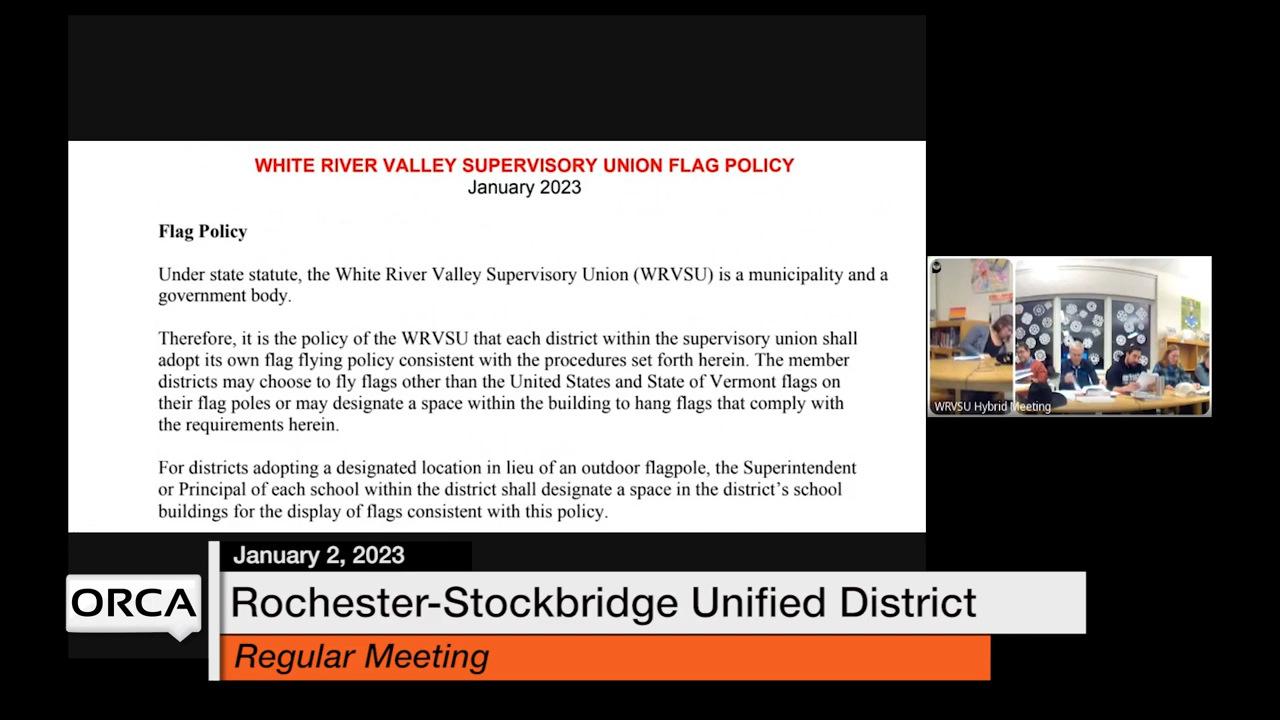 WHITE RIVER VALLEY SUPERVISORY UNION FLAG POLICY
January 2023
Flag Policy
Under state statute, the White River Valley Supervisory Union (WRVSU) is a municipality and a
government body.
Therefore, it is the policy of the WRVSU that each district within the supervisory union shall
adopt its own flag flying policy consistent with the procedures set forth herein. The member
districts may choose to fly flags other than the United States and State of Vermont flags on
their flag poles or may designate a space within the building to hang flags that comply with
the requirements herein.
For districts adopting a designated location in lieu of an outdoor flagpole, the Superintendent
or Principal of each school within the district shall designate a space in the district’s school
buildings for the display of flags consistent with this policy.
WRVSU Hybrid Meeting
January 2, 2023
ORCA
Rochester-Stockbridge Unified District
Regular Meeting